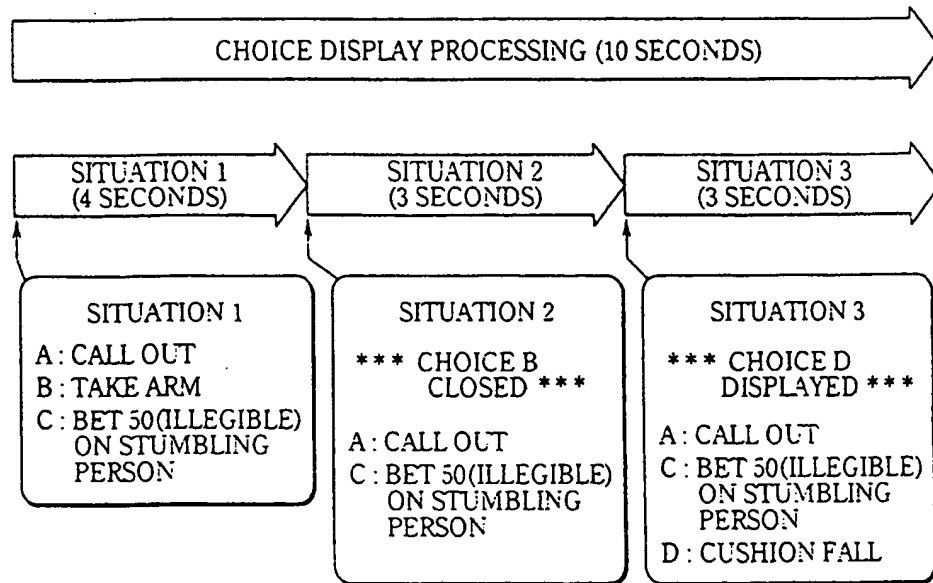 CHOICE DISPLAY PROCESSING (10 SECONDS)
SITUATION 1
(4 SECONDS)
SITUATION 2
(3 SECONDS)
SITUATION 3
(3 SECONDS)
SITUATION 1
A : CALL OUT
B : TAKE ARM
C : BET 50(ILLEGIBLE)
ON STUMBLING
PERSON
SITUATION 2
*** CHOICE B
CLOSED ***
A : CALL OUT
C : BET 50(ILLEGIBLE)
ON STUMBLING
PERSON
SITUATION 3
*** CHOICE D
DISPLAYED ***
A : CALL OUT
C : BET 50(ILLEGIBLE)
ON STUMBLING
PERSON
D : CUSHION FALL